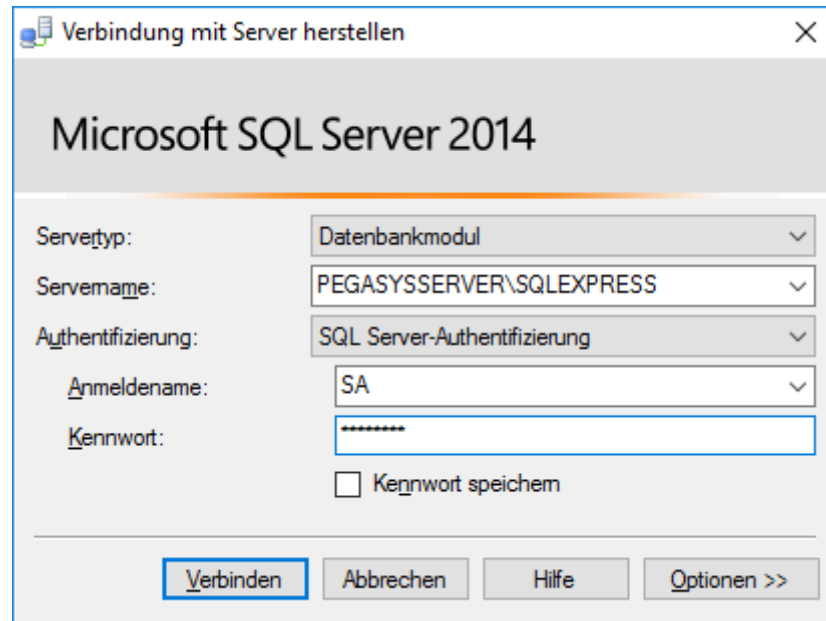 Verbindung mit Server herstellen
Microsoft SQL Server 2014
Servertyp: Datenbankmodul
Servername: PEGASYSSERVER\SQLEXPRESS
Authentifizierung: SQL Server-Authentifizierung
Anmeldename: SA
Kennwort: ********
Kennwort speichern
Verbinden Abbrechen Hilfe Optionen >>